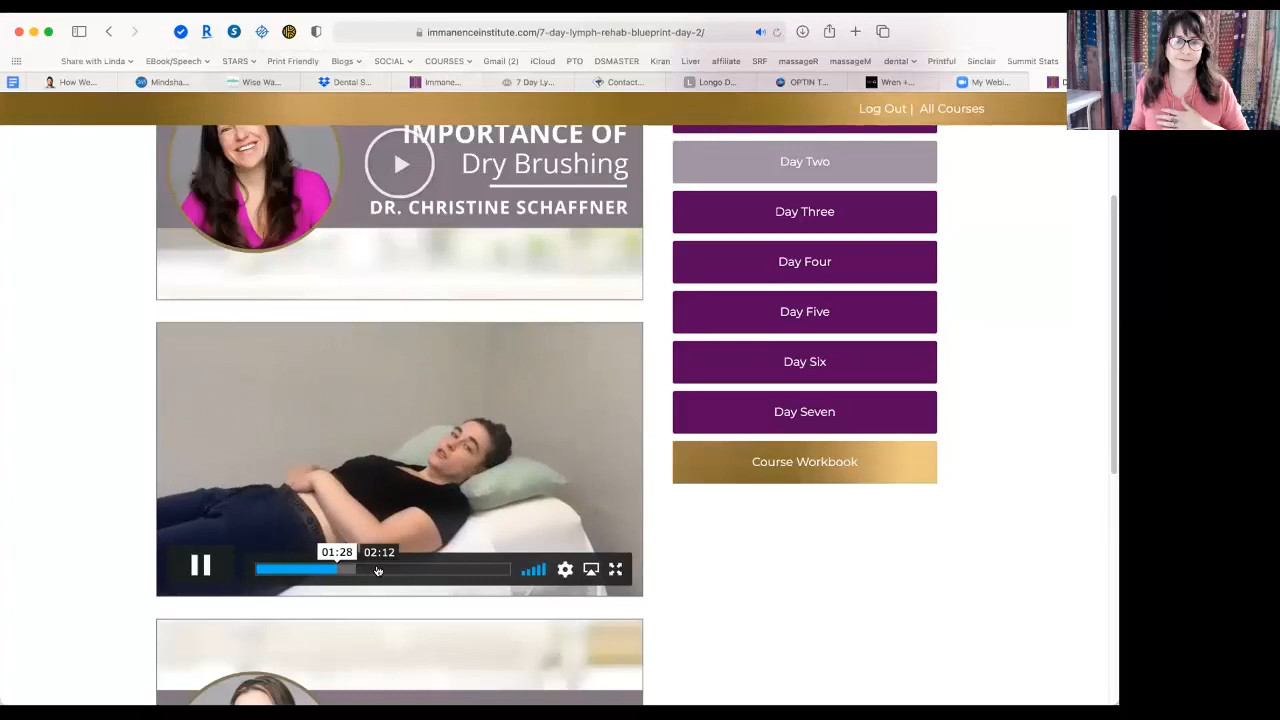 immanenceinstitute.com/7-day-lymph-rehab-blueprint-day-2/
Share with Linda EBook/Speech STARS Print Friendly Blogs SOCIAL COURSES Gmail (2) iCloud PTO DSMASTER Kiran Liver affiliate SRF massageR massageM dental Printful Sinclair Summit Stats
How We... Mindsha... Wise Wa... Dental S... Immane... 7 Day Ly... Contact... Longo D... OPTIN T... Wren +... My Webi...
Log Out | All Courses
IMPORTANCE OF
Dry Brushing
DR. CHRISTINE SCHAFFNER
Day Two
Day Three
Day Four
Day Five
Day Six
Day Seven
Course Workbook
01:28 02:12